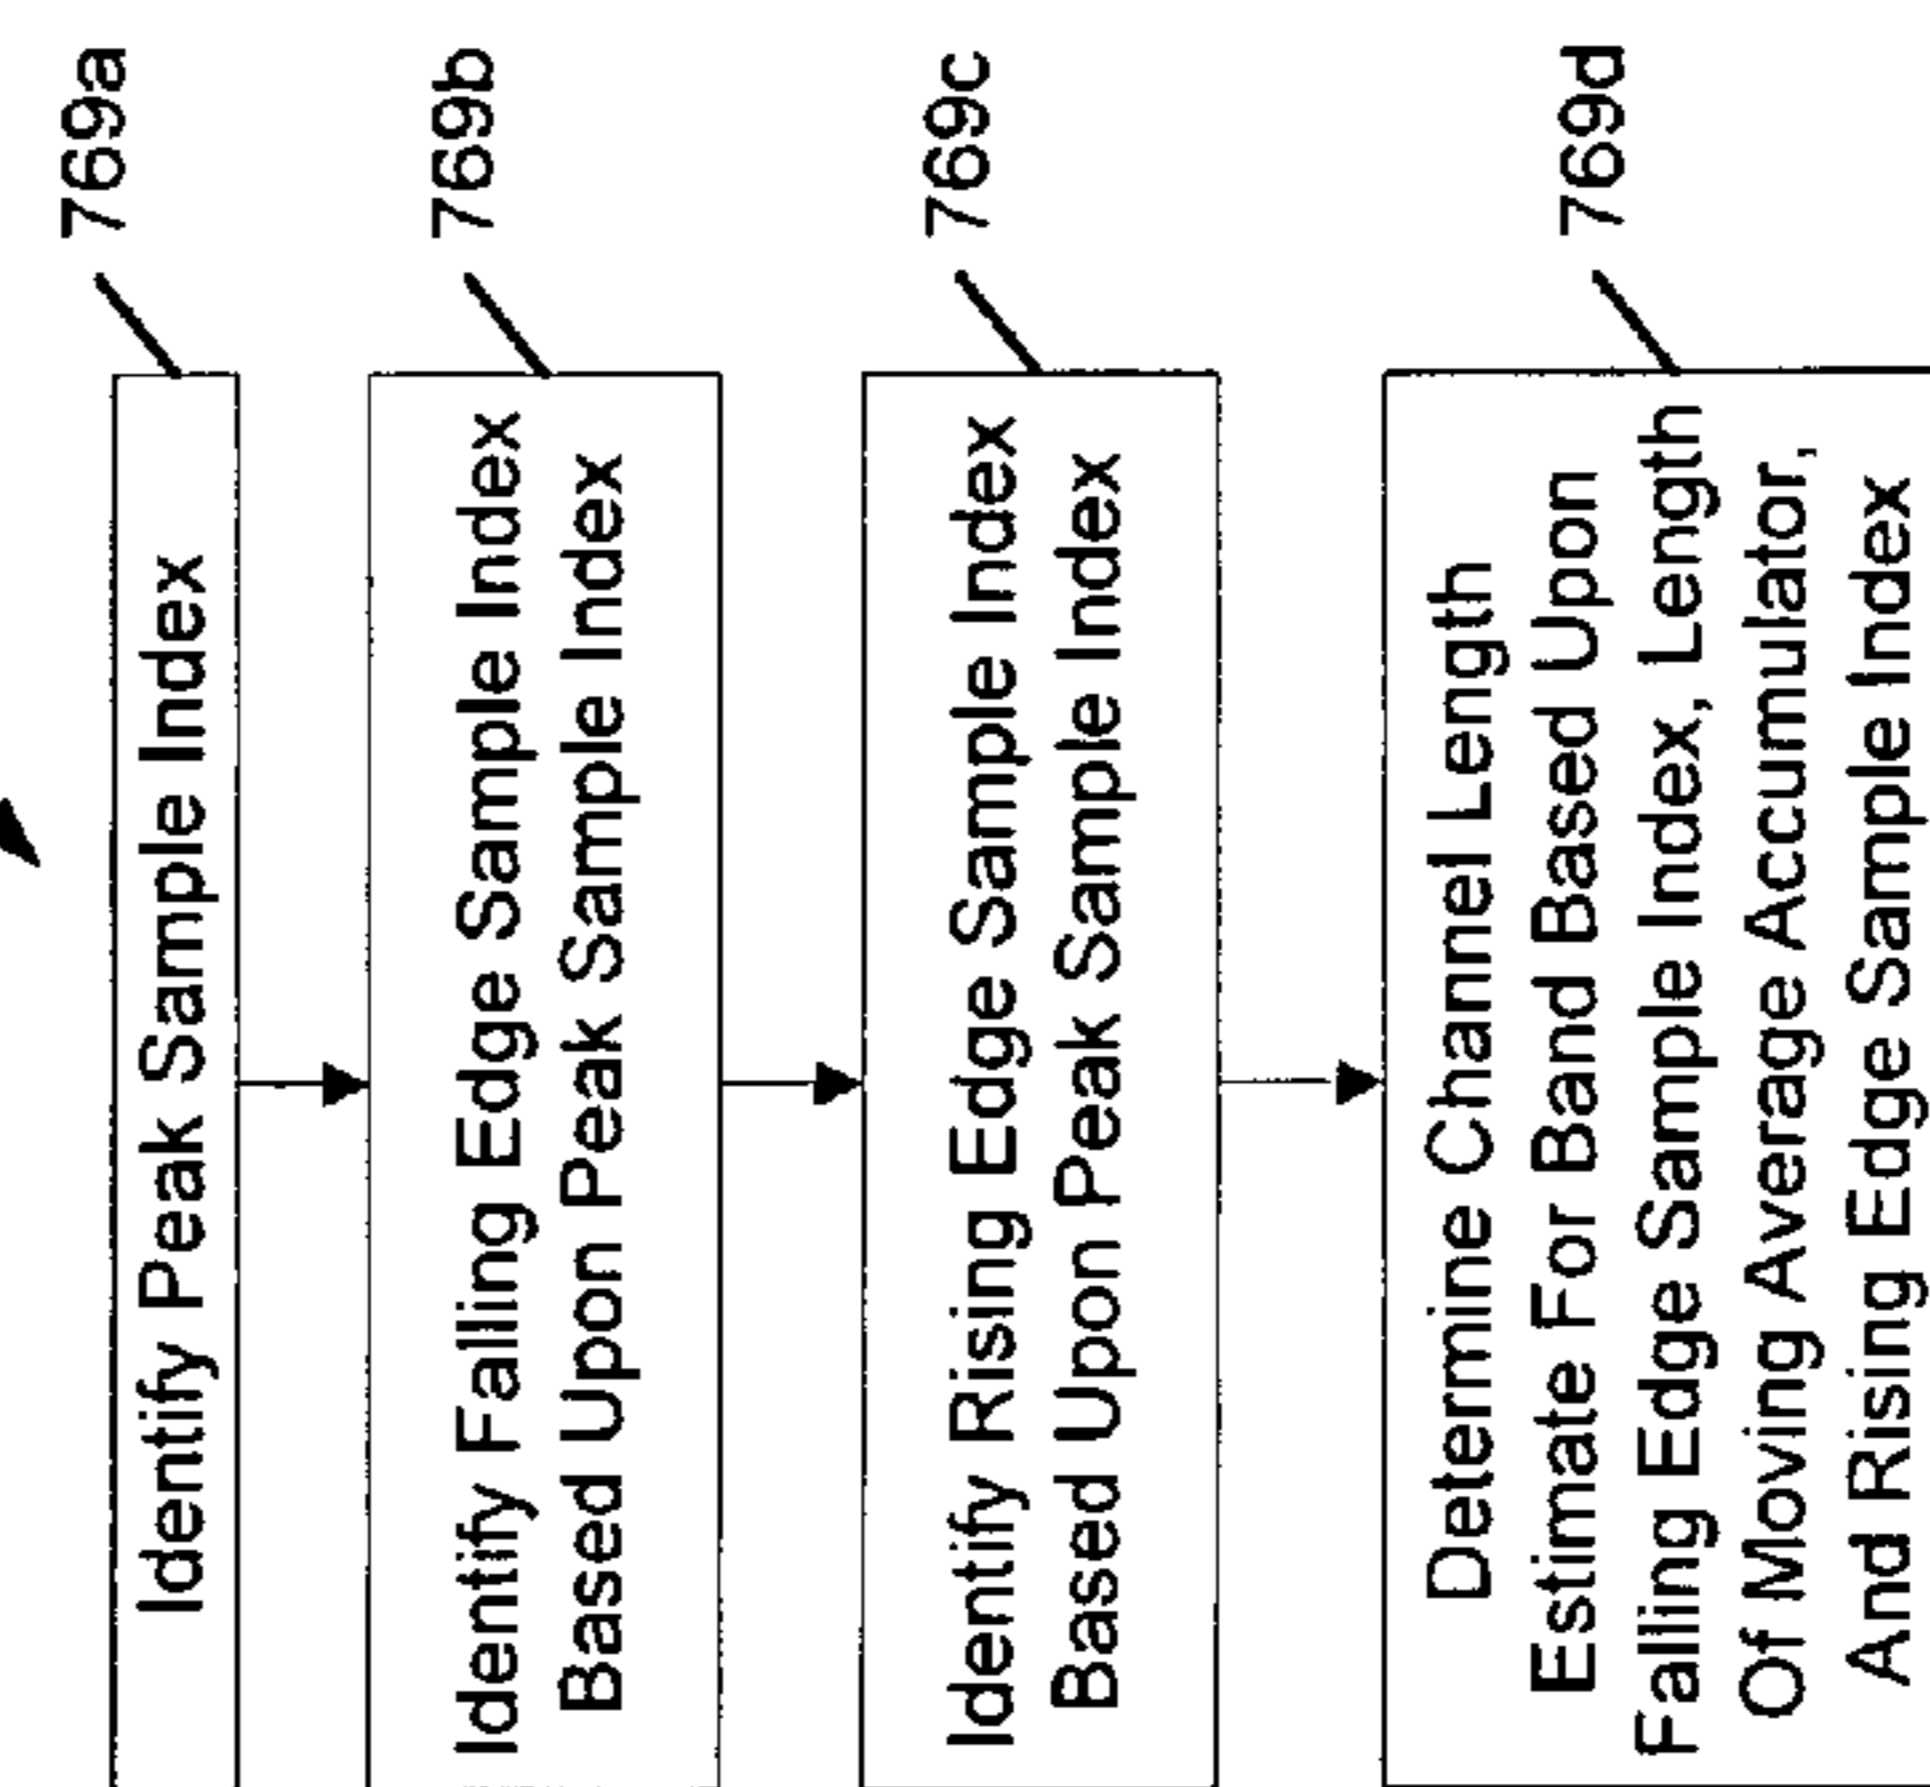 769a
Identify Peak Sample Index
769b
Identify Falling Edge Sample Index
Based Upon Peak Sample Index
769c
Identify Rising Edge Sample Index
Based Upon Peak Sample Index
769d
Determine Channel Length
Estimate For Band Based Upon
Falling Edge Sample Index, Length
Of Moving Average Accumulator,
And Rising Edge Sample Index